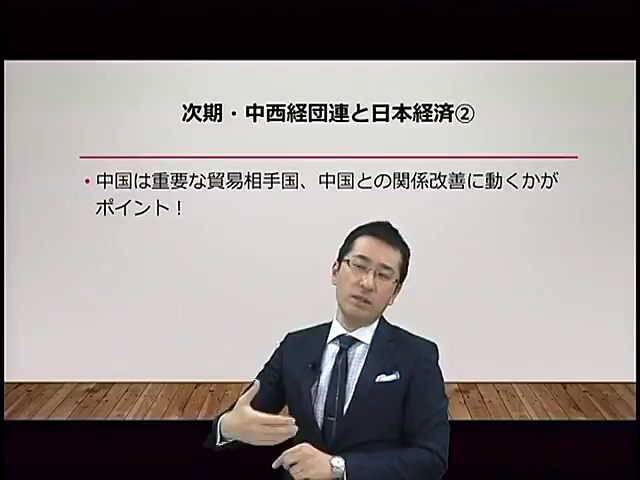 次期・中西経団連と日本経済②
・中国は重要な貿易相手国、中国との関係改善に動くかが
ポイント！